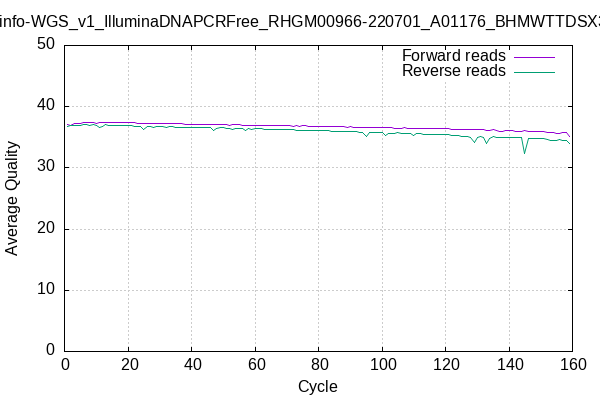 info-WGS_v1_IlluminaDNAPCRFree_RHGM00966-220701_A01176_BHMWTTDSX3
Forward reads
Reverse reads
50
40
30
20
10
0
Average Quality
0 20 40 60 80 100 120 140 160
Cycle